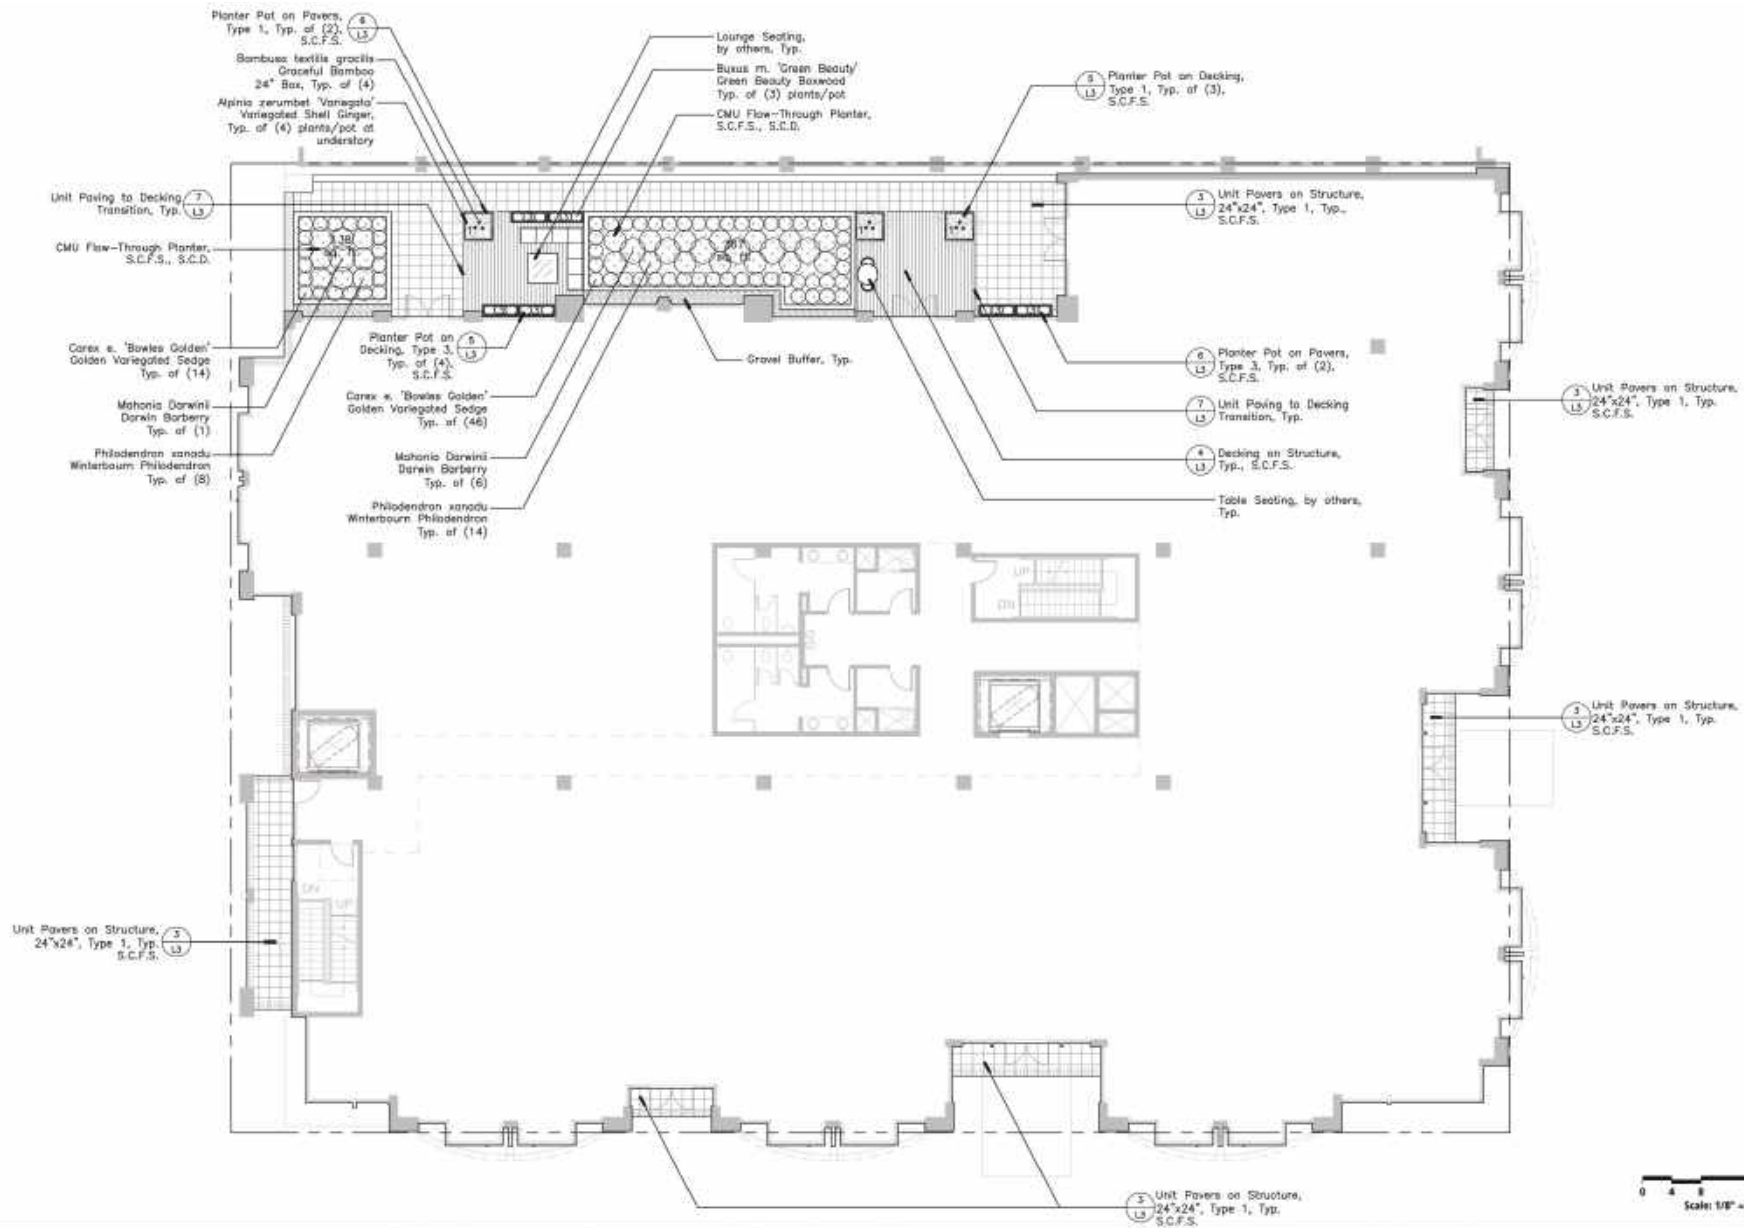 Planter Pot on Pavers,
Type 1, Typ. of (2),
S.C.F.S.
6
L3
Bambusa textilis gracilis
Graceful Bamboo
24" Box, Typ. of (4)
Alpinia zerumbet 'Variegata'
Variegated Shell Ginger,
Typ. of (4) plants/pot at
understory
Lounge Seating,
by others, Typ.
Buxus m. 'Green Beauty'
Green Beauty Boxwood
Typ. of (3) plants/pot
CMU Flow-Through Planter,
S.C.F.S., S.C.D.
5
L3
Planter Pot on Decking,
Type 1, Typ. of (3),
S.C.F.S.
Unit Paving to Decking
Transition, Typ.
7
L3
3
L3
Unit Pavers on Structure,
24"x24", Type 1, Typ.,
S.C.F.S.
CMU Flow-Through Planter,
S.C.F.S., S.C.D.
Carex e. 'Bowles Golden'
Golden Variegated Sedge
Typ. of (14)
Mahonia Darwinii
Darwin Barberry
Typ. of (1)
Philodendron xanadu
Winterbourn Philodendron
Typ. of (8)
Planter Pot on
Decking, Type 3,
Typ. of (4),
S.C.F.S.
5
L3
Carex e. 'Bowles Golden'
Golden Variegated Sedge
Typ. of (46)
Mahonia Darwinii
Darwin Barberry
Typ. of (6)
Philodendron xanadu
Winterbourn Philodendron
Typ. of (14)
Gravel Buffer, Typ.
6
L3
Planter Pot on Pavers,
Type 3, Typ. of (2),
S.C.F.S.
7
L3
Unit Paving to Decking
Transition, Typ.
4
L3
Decking on Structure,
Typ., S.C.F.S.
Table Seating, by others,
Typ.
3
L3
Unit Pavers on Structure,
24"x24", Type 1, Typ.
S.C.F.S.
UP
DN
3
L3
Unit Pavers on Structure,
24"x24", Type 1, Typ.
S.C.F.S.
DN
UP
Unit Pavers on Structure,
24"x24", Type 1, Typ.
S.C.F.S.
3
L3
3
L3
Unit Pavers on Structure,
24"x24", Type 1, Typ.
S.C.F.S.
0 4 8
Scale: 1/8" =